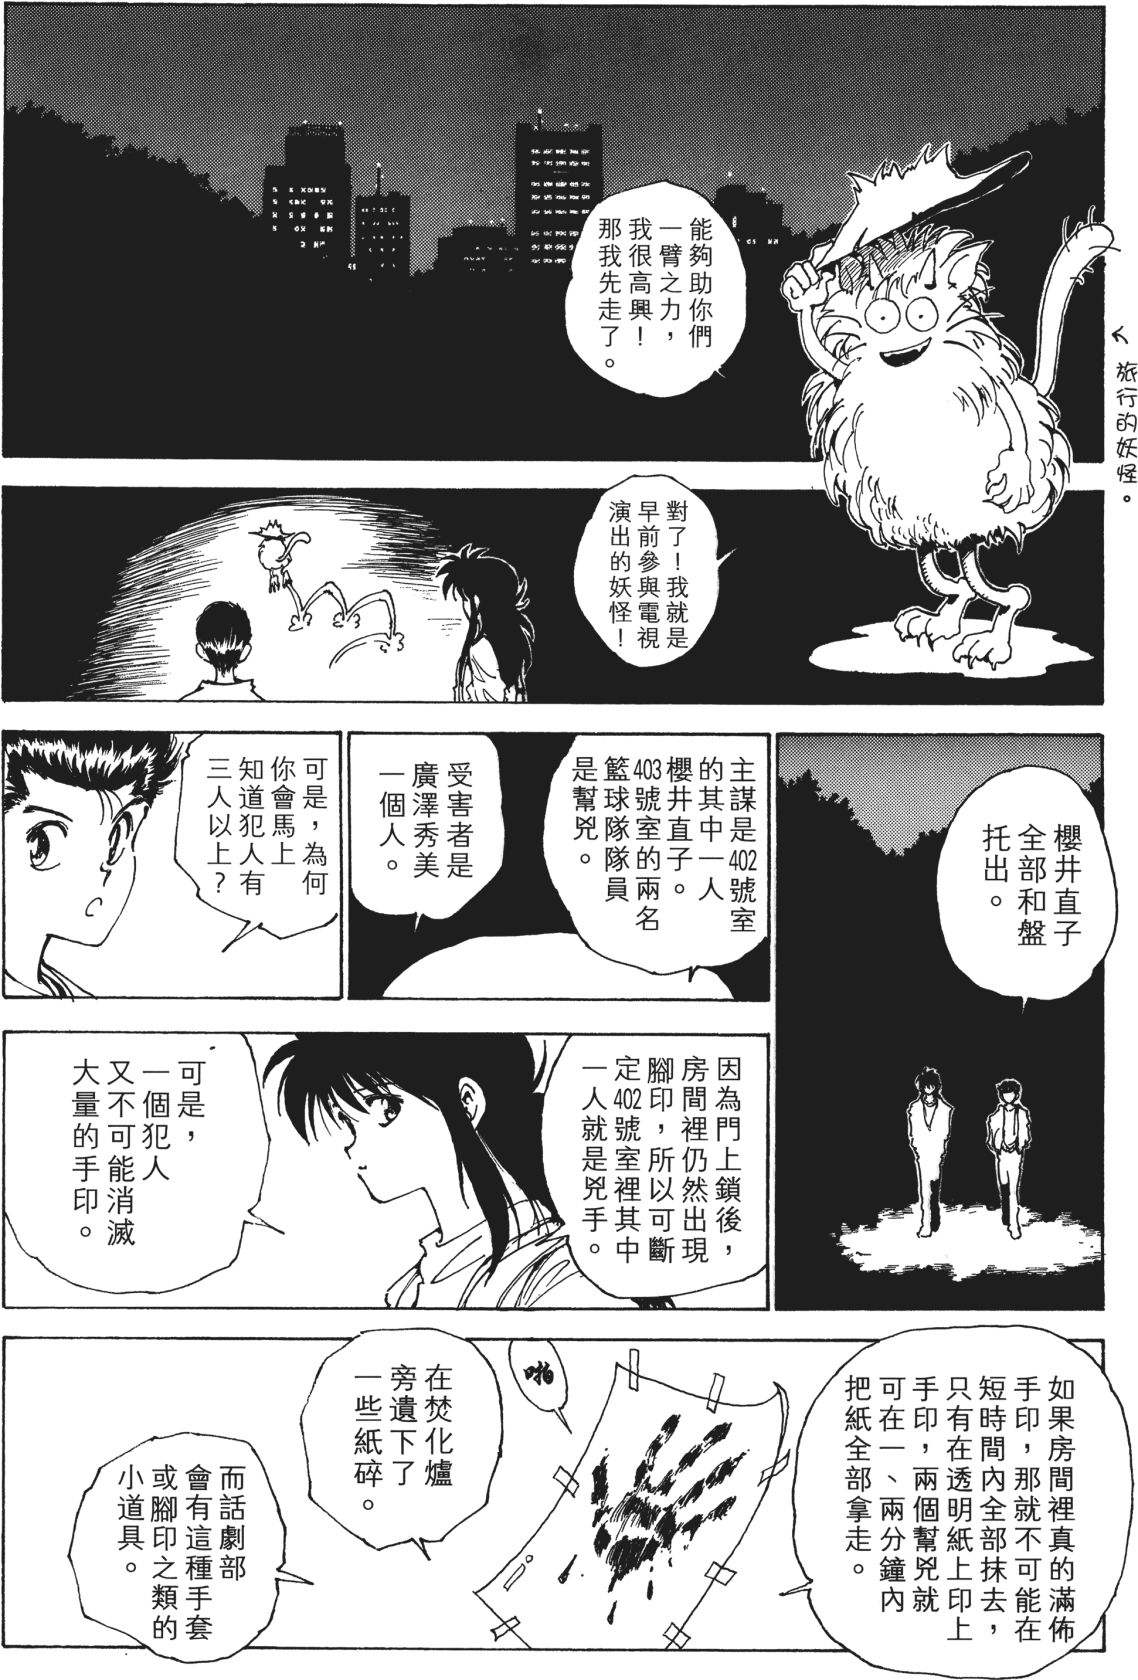 能夠助你們
一臂之力，
我很高興！
那我先走了。
旅行的妖怪。
對了！我就是
早前參與電視
演出的妖怪！
櫻井直子
全部和盤
托出。
主謀是402號室
的其中一人
櫻井直子。
403號室的兩名
籃球隊隊員
是幫兇。
受害者是
廣澤秀美
一個人。
可是，為何
你會馬上
知道犯人有
三人以上？
因為門上鎖後，
房間裡仍然出現
腳印，所以可斷
定402號室裡其中
一人就是兇手。
可是，
一個犯人
又不可能消滅
大量的手印。
如果房間裡真的滿佈
手印，那就不可能在
短時間內全部抹去，
只有在透明紙上印上
手印，兩個幫兇就
可在一、兩分鐘內
把紙全部拿走。
啪
在焚化爐
旁遺下了
一些紙碎。
而話劇部
會有這種手套
或腳印之類的
小道具。